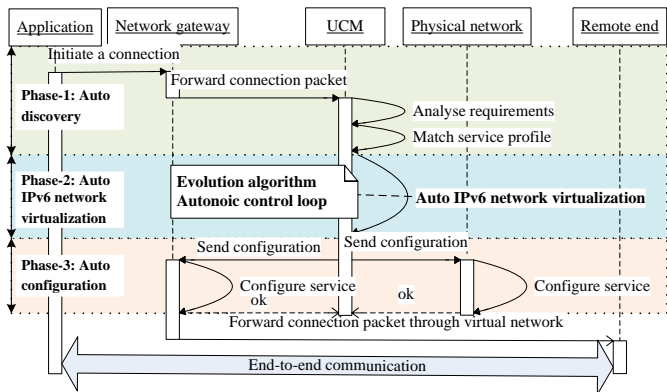 Application
Network gateway
UCM
Physical network
Remote end
Initiate a connection
Forward connection packet
Phase-1: Auto
discovery
Analyse requirements
Match service profile
Phase-2: Auto
IPv6 network
virtualization
Evolution algorithm
Autonoic control loop
Auto IPv6 network virtualization
Send configuration
Send configuration
Phase-3: Auto
configuration
Configure service
ok
ok
Configure service
Forward connection packet through virtual network
End-to-end communication